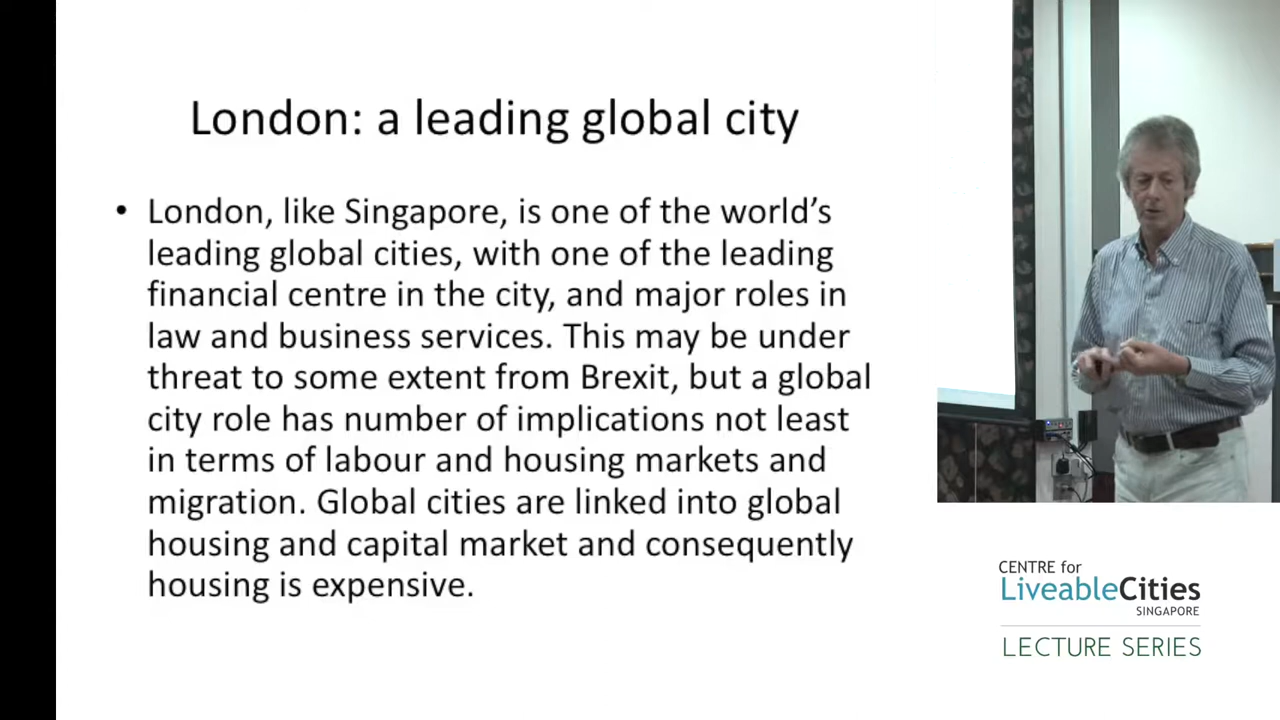 London: a leading global city
• London, like Singapore, is one of the world's
leading global cities, with one of the leading
financial centre in the city, and major roles in
law and business services. This may be under
threat to some extent from Brexit, but a global
city role has number of implications not least
in terms of labour and housing markets and
migration. Global cities are linked into global
housing and capital market and consequently
housing is expensive.
CENTRE for
LiveableCities
SINGAPORE
LECTURE SERIES